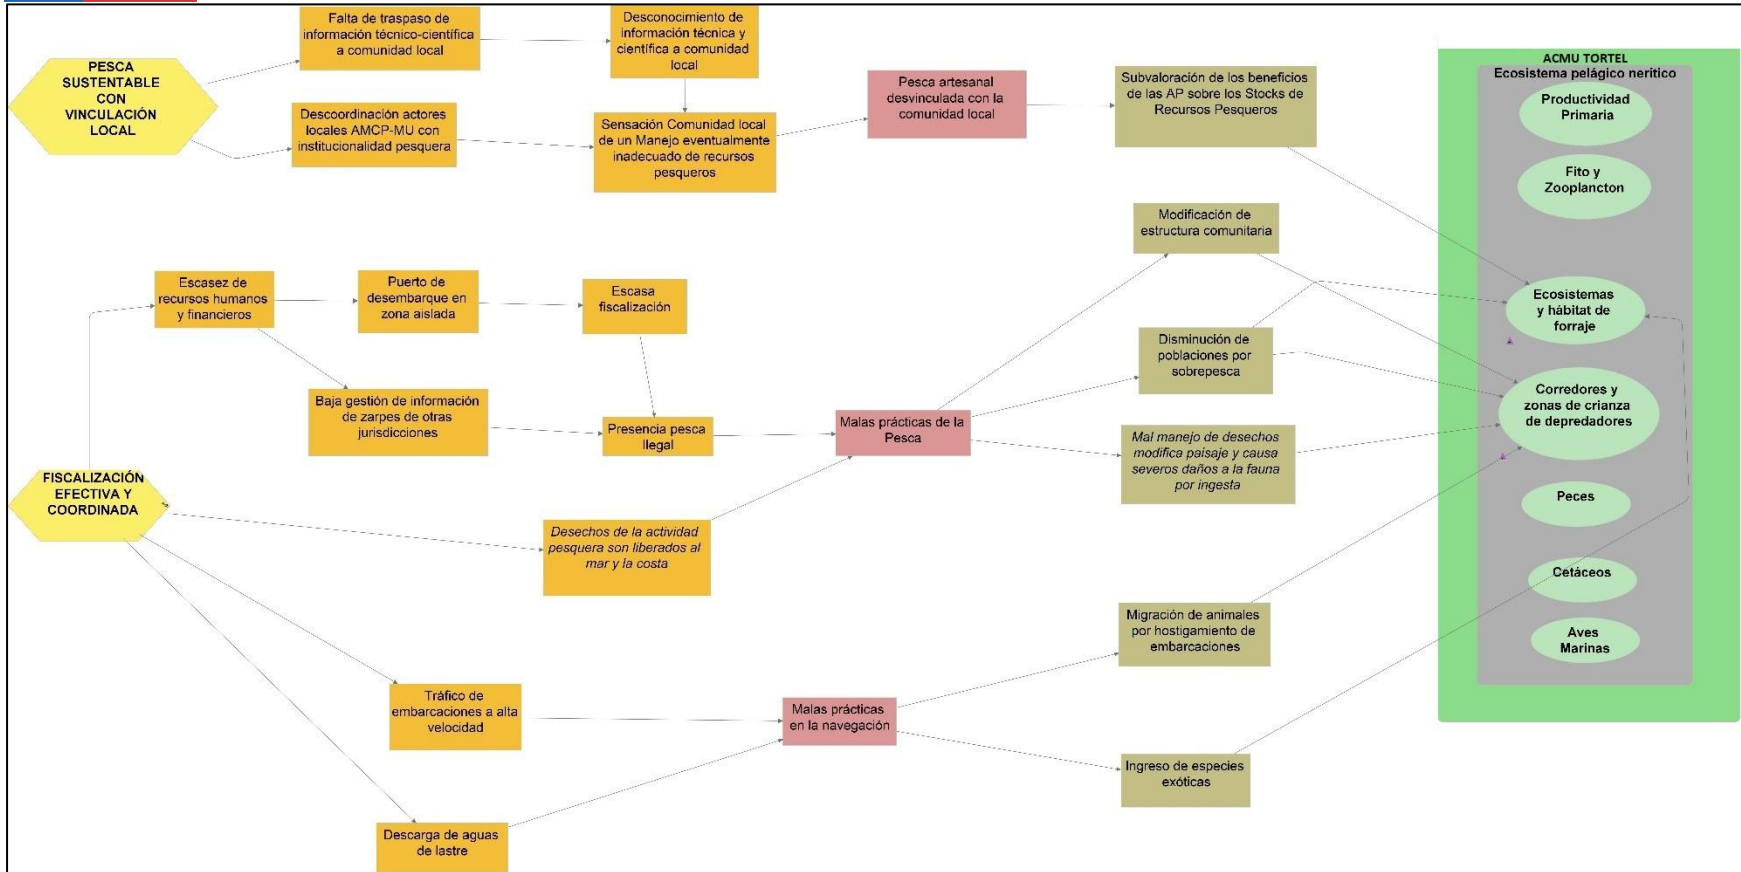 PESCA
SUSTENTABLE
CON
VINCULACIÓN
LOCAL
Falta de traspaso de
información técnico-científica
a comunidad local
Desconocimiento de
información técnica y
científica a comunidad
local
Descoordinación actores
locales AMCP-MU con
institucionalidad pesquera
Sensación Comunidad local
de un Manejo eventualmente
inadecuado de recursos
pesqueros
Pesca artesanal
desvinculada con la
comunidad local
Subvaloración de los beneficios
de las AP sobre los Stocks de
Recursos Pesqueros
FISCALIZACIÓN
EFECTIVA Y
COORDINADA
Escasez de
recursos humanos
y financieros
Puerto de
desembarque en
zona aislada
Escasa
fiscalización
Baja gestión de información
de zarpes de otras
jurisdicciones
Presencia pesca
Ilegal
Desechos de la actividad
pesquera son liberados al
mar y la costa
Malas prácticas de la
Pesca
Modificación de
estructura comunitaria
Disminución de
poblaciones por
sobrepesca
Mal manejo de desechos
modifica paisaje y causa
severos daños a la fauna
por ingesta
Tráfico de
embarcaciones a alta
velocidad
Descarga de aguas
de lastre
Malas prácticas
en la navegación
Migración de animales
por hostigamiento de
embarcaciones
Ingreso de especies
exóticas
ACMU TORTEL
Ecosistema pelágico nerítico
Productividad
Primaria
Fito y
Zooplancton
Ecosistemas
y hábitat de
forraje
Corredores y
zonas de crianza
de depredadores
Peces
Cetáceos
Aves
Marinas